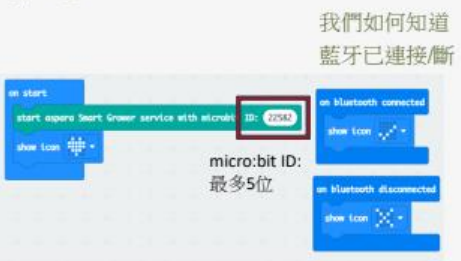 我們如何知道
藍牙已連接/斷
on start
start aspara Smart Grower service with microbit ID: 22582
show icon
on bluetooth connected
show icon
micro:bit ID:
最多5位
on bluetooth disconnected
show icon